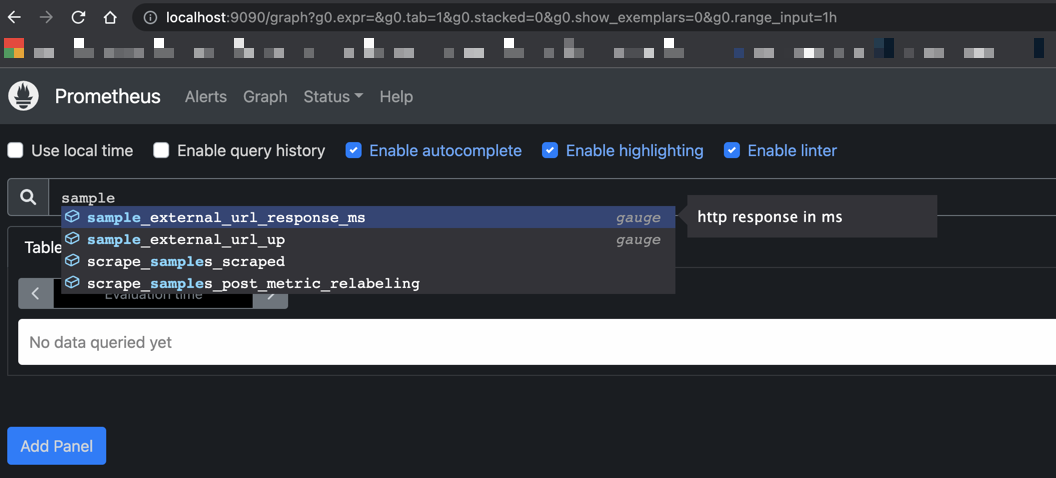 localhost:9090/graph?g0.expr=&g0.tab=1&g0.stacked=0&g0.show_exemplars=0&g0.range_input=1h
Prometheus Alerts Graph Status Help
Use local time Enable query history Enable autocomplete Enable highlighting Enable linter
sample
sample_external_url_response_ms gauge http response in ms
sample_external_url_up gauge
Table
scrape_samples_scraped
scrape_samples_post_metric_relabeling
Evaluation time
No data queried yet
Add Panel